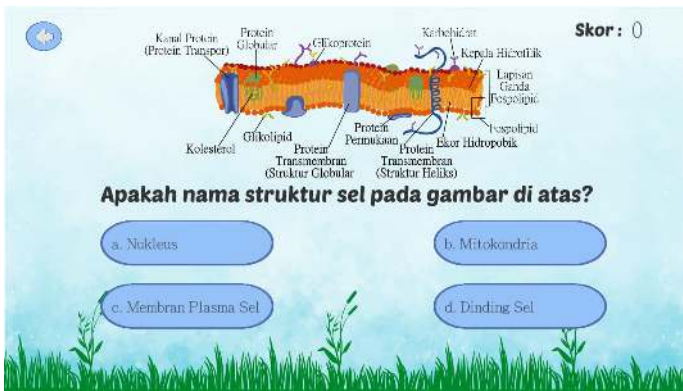 Skor : 0
Kanal Protein
(Protein Transpor)
Protein
Globular
Glikoprotein
Karbohidrat
Kepala Hidrofilik
Lapisan
Ganda
Fospolipid
Fospolipid
Ekor Hidropobik
Protein
Permukaan
Protein
Transmembran
(Struktur Heliks)
Protein
Transmembran
(Struktur Globular
Glikolipid
Kolesterol
Apakah nama struktur sel pada gambar di atas?
a. Nukleus
b. Mitokondria
c. Membran Plasma Sel
d. Dinding Sel